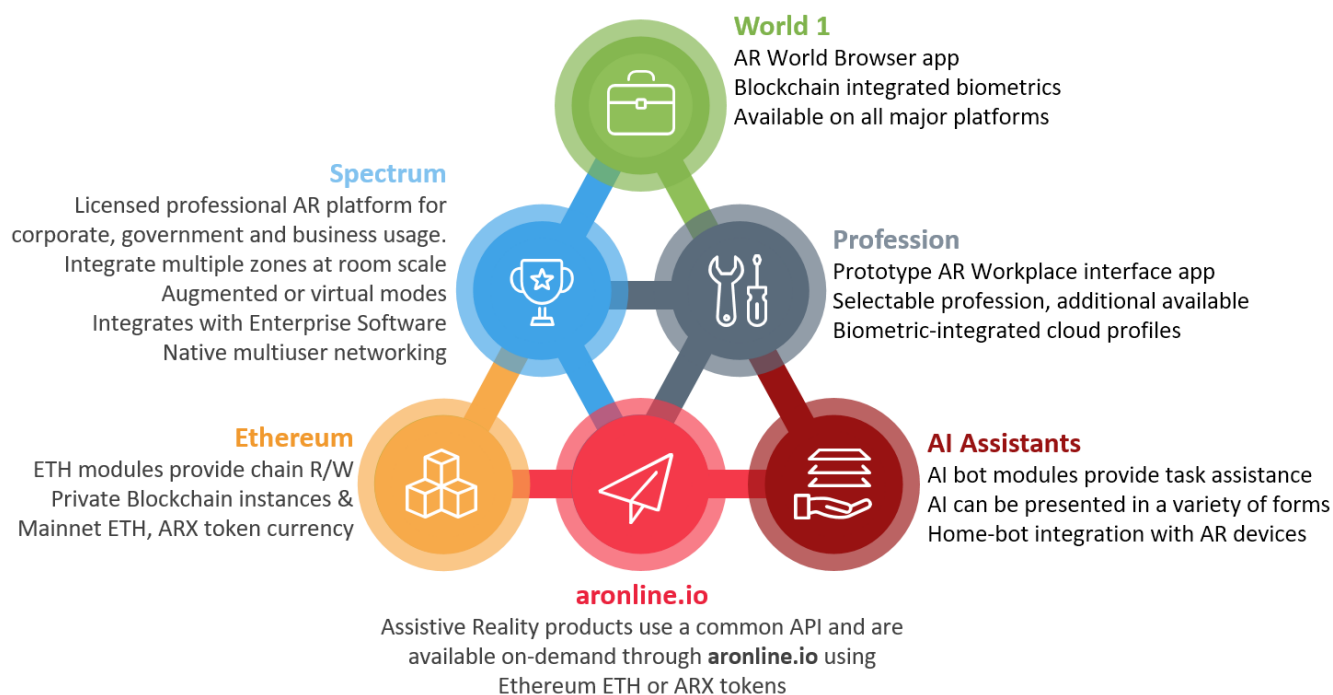 World 1
AR World Browser app
Blockchain integrated biometrics
Available on all major platforms
Spectrum
Licensed professional AR platform for
corporate, government and business usage.
Integrate multiple zones at room scale
Augmented or virtual modes
Integrates with Enterprise Software
Native multiuser networking
Profession
Prototype AR Workplace interface app
Selectable profession, additional available
Biometric-integrated cloud profiles
Ethereum
ETH modules provide chain R/W
Private Blockchain instances &
Mainnet ETH, ARX token currency
AI Assistants
AI bot modules provide task assistance
AI can be presented in a variety of forms
Home-bot integration with AR devices
aronline.io
Assistive Reality products use a common API and are
available on-demand through aronline.io using
Ethereum ETH or ARX tokens